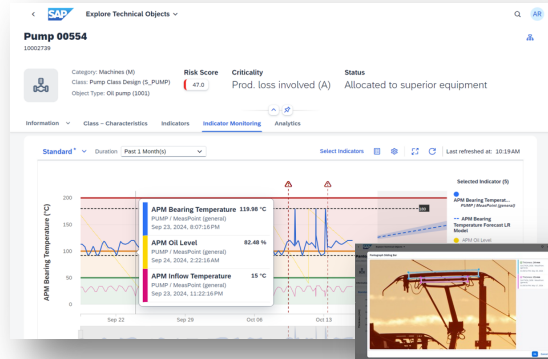 SAP Explore Technical Objects AR
Pump 00554
10002739
Category: Machines (M)
Class: Pump Class Design (S_PUMP)
Object Type: Oil pump (1001)
Risk Score
47.0
Criticality
Prod. loss involved (A)
Status
Allocated to superior equipment
Information Class – Characteristics Indicators Indicator Monitoring Analytics
Standard* Duration Past 1 Month(s) Select Indicators Last refreshed at: 10:19AM
Selected Indicator (5)
APM Bearing Temperat...
PUMP / MeasPoint (general)
APM Bearing
Temperature Forecast LR
Model
APM Oil Level
APM Bearing Temperature (°C)
200
150
100
50
0
APM Bearing Temperature 119.98 °C
PUMP / MeasPoint (general)
Sep 23, 2024, 8:07:16 PM
APM Oil Level 82.48 %
PUMP / MeasPoint (general)
Sep 24, 2024, 2:22:16 AM
APM Inflow Temperature 15 °C
PUMP / MeasPoint (general)
Sep 23, 2024, 11:22:16 PM
Sep 22 Sep 29 Oct 06 Oct 13